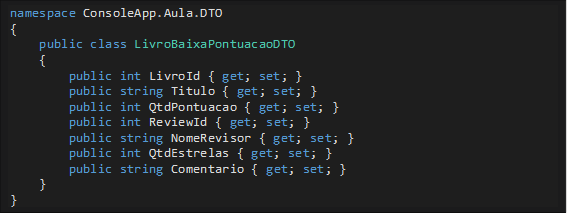 namespace ConsoleApp.Aula.DTO
{
    public class LivroBaixaPontuacaoDTO
    {
        public int LivroId { get; set; }
        public string Titulo { get; set; }
        public int QtdPontuacao { get; set; }
        public int ReviewId { get; set; }
        public string NomeRevisor { get; set; }
        public int QtdEstrelas { get; set; }
        public string Comentario { get; set; }
    }
}